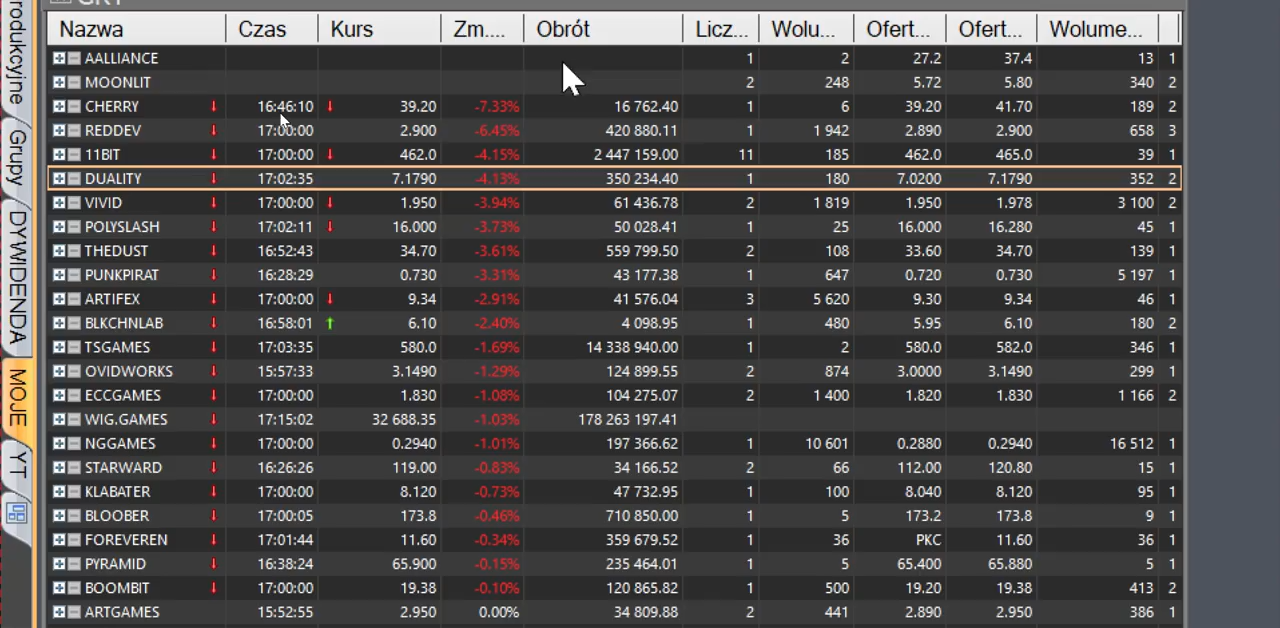 rodukcyjne
Grupy
DYWIDENDA
MOJE
YT
Nazwa Czas Kurs Zm.... Obrót Licz... Wolu... Ofert... Ofert... Wolume...
AALLIANCE 1 2 27.2 37.4 13 1
MOONLIT 2 248 5.72 5.80 340 2
CHERRY 16:46:10 39.20 -7.33% 16 762.40 1 6 39.20 41.70 189 2
REDDEV 17:00:00 2.900 -6.45% 420 880.11 1 1 942 2.890 2.900 658 3
11BIT 17:00:00 462.0 -4.15% 2 447 159.00 11 185 462.0 465.0 39 1
DUALITY 17:02:35 7.1790 -4.13% 350 234.40 1 180 7.0200 7.1790 352 2
VIVID 17:00:00 1.950 -3.94% 61 436.78 2 1 819 1.950 1.978 3 100 2
POLYSLASH 17:02:11 16.000 -3.73% 50 028.41 1 25 16.000 16.280 45 1
THEDUST 16:52:43 34.70 -3.61% 559 799.50 2 108 33.60 34.70 139 1
PUNKPIRAT 16:28:29 0.730 -3.31% 43 177.38 1 647 0.720 0.730 5 197 1
ARTIFEX 17:00:00 9.34 -2.91% 41 576.04 3 5 620 9.30 9.34 46 1
BLKCHNLAB 16:58:01 6.10 -2.40% 4 098.95 1 480 5.95 6.10 180 2
TSGAMES 17:03:35 580.0 -1.69% 14 338 940.00 1 2 580.0 582.0 346 1
OVIDWORKS 15:57:33 3.1490 -1.29% 124 899.55 2 874 3.0000 3.1490 299 1
ECCGAMES 17:00:00 1.830 -1.08% 104 275.07 2 1 400 1.820 1.830 1 166 2
WIG.GAMES 17:15:02 32 688.35 -1.03% 178 263 197.41
NGGAMES 17:00:00 0.2940 -1.01% 197 366.62 1 10 601 0.2880 0.2940 16 512 1
STARWARD 16:26:26 119.00 -0.83% 34 166.52 2 66 112.00 120.80 15 1
KLABATER 17:00:00 8.120 -0.73% 47 732.95 1 100 8.040 8.120 95 1
BLOOBER 17:00:05 173.8 -0.46% 710 850.00 1 5 173.2 173.8 9 1
FOREVEREN 17:01:44 11.60 -0.34% 359 679.52 1 36 PKC 11.60 36 1
PYRAMID 16:38:24 65.900 -0.15% 235 464.01 1 5 65.400 65.880 5 1
BOOMBIT 17:00:00 19.38 -0.10% 120 865.82 1 500 19.20 19.38 413 2
ARTGAMES 15:52:55 2.950 0.00% 34 809.88 2 441 2.890 2.950 386 1